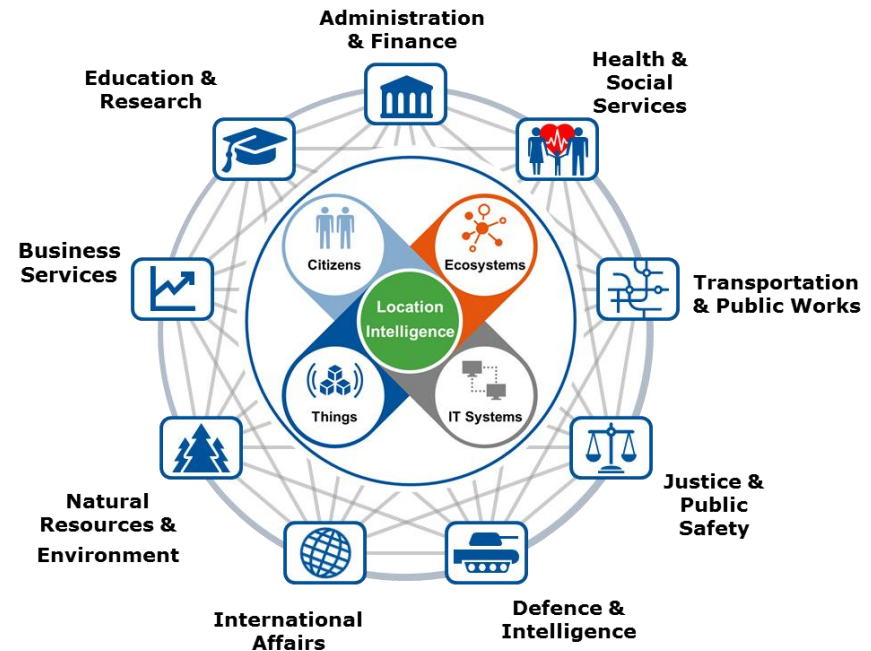 Administration
& Finance
Education &
Research
Health &
Social
Services
Business
Services
Citizens
Ecosystems
Transportation
& Public Works
Location
Intelligence
Things
IT Systems
Natural
Resources &
Environment
Justice &
Public
Safety
International
Affairs
Defence &
Intelligence